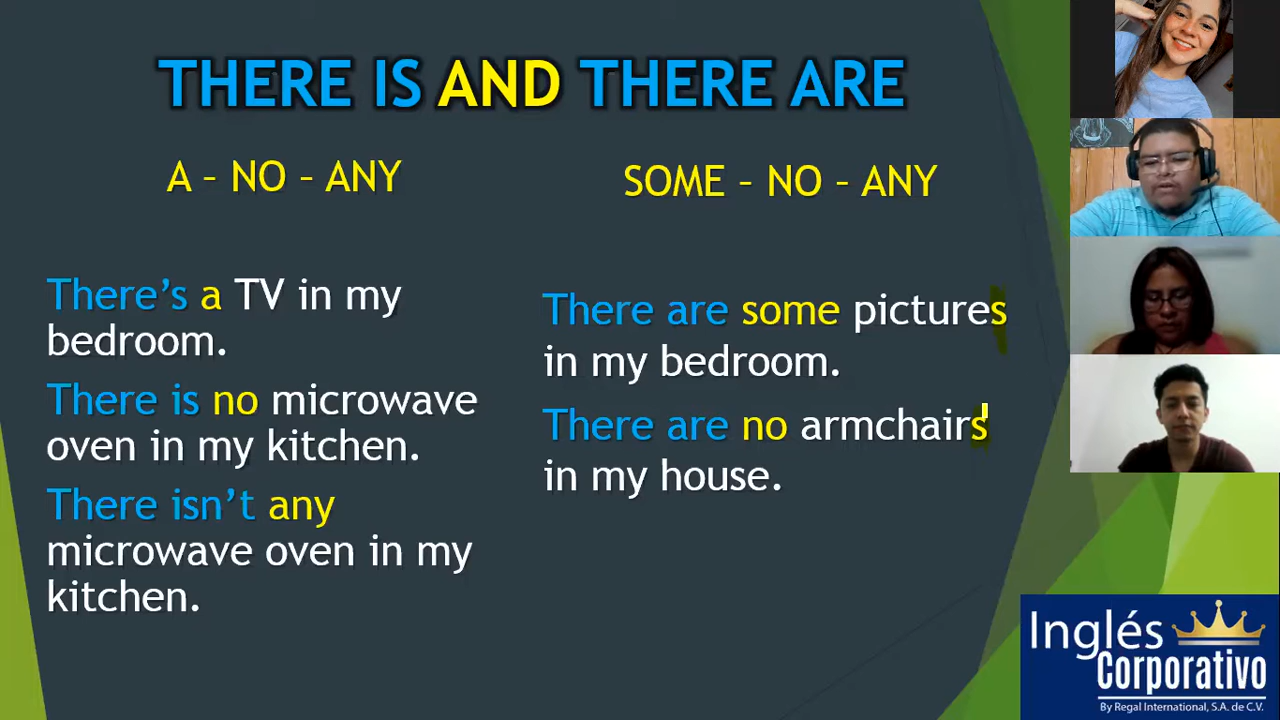 THERE IS AND THERE ARE
A – NO – ANY
There’s a TV in my
bedroom.
There is no microwave
oven in my kitchen.
There isn’t any
microwave oven in my
kitchen.
SOME – NO – ANY
There are some pictures
in my bedroom.
There are no armchairs
in my house.
Inglés
Corporativo
By Regal International, S.A. de C.V.